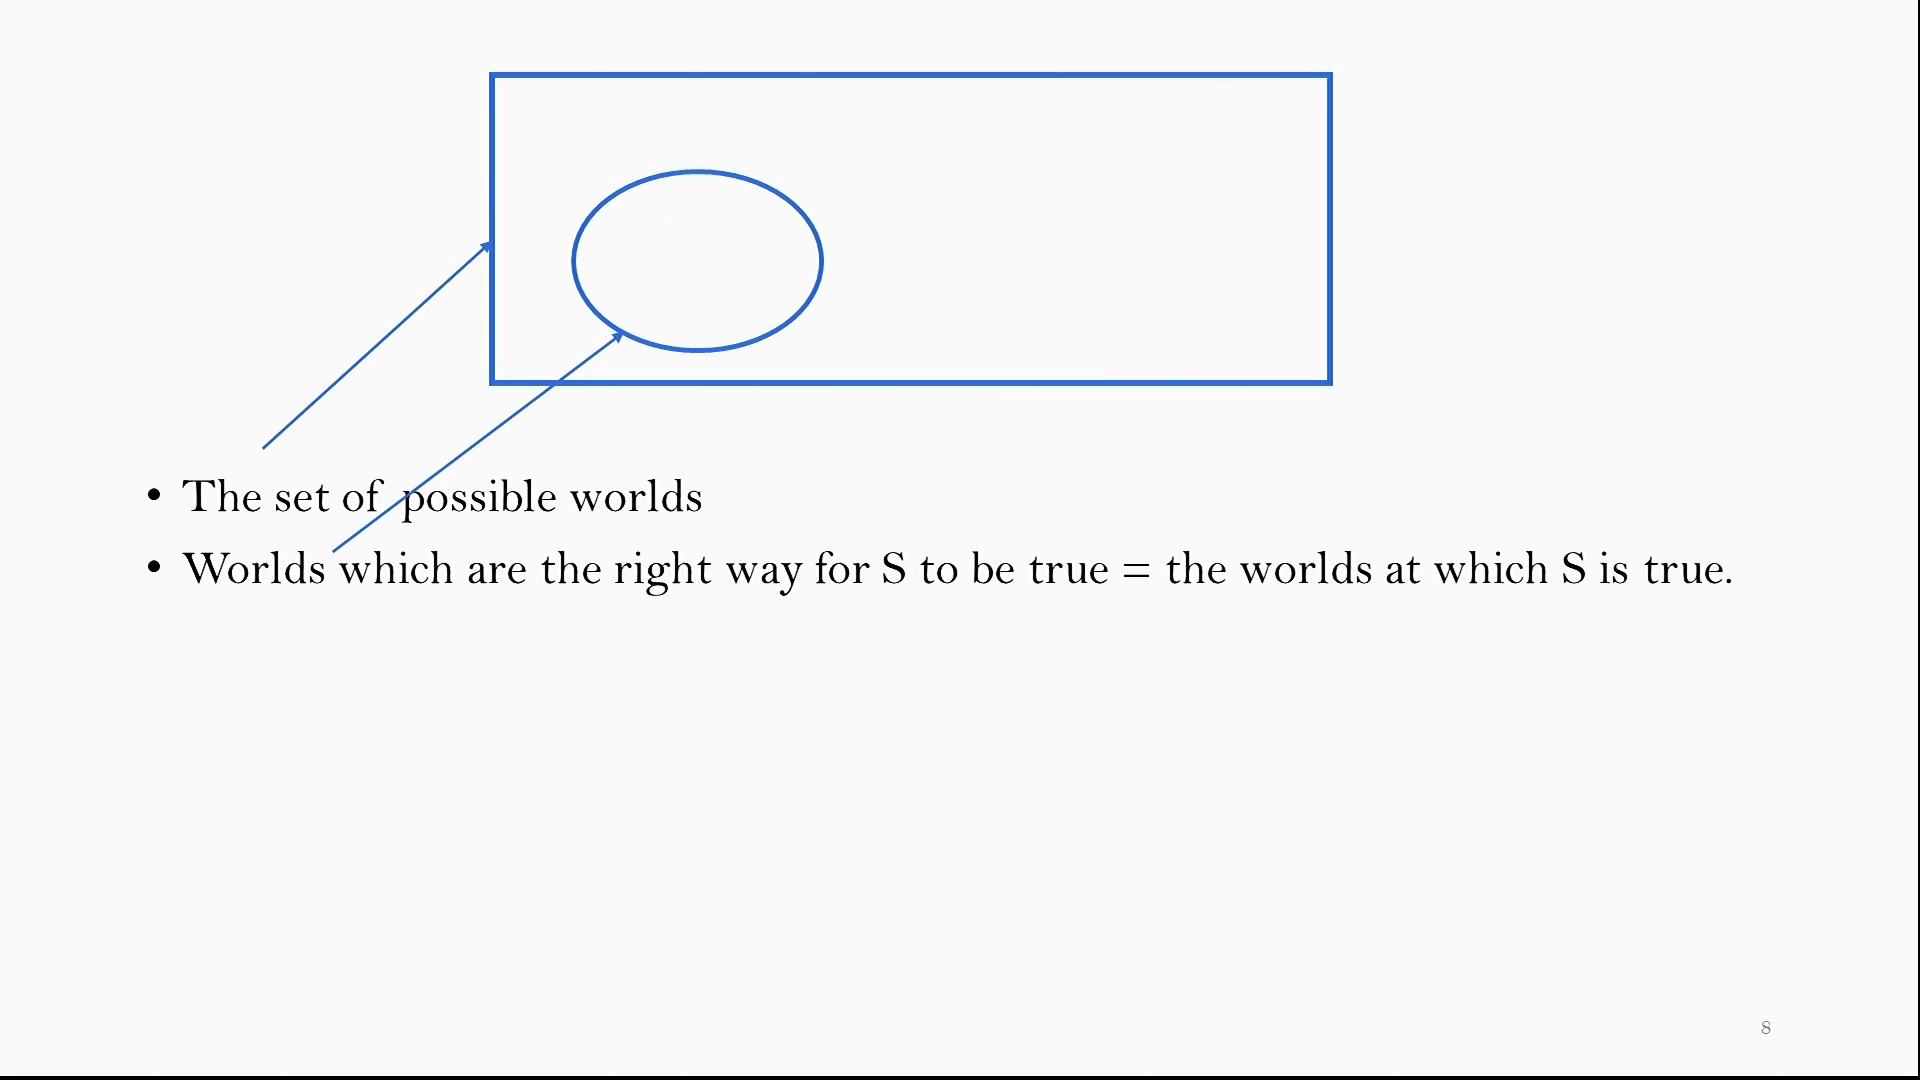 • The set of possible worlds
• Worlds which are the right way for S to be true = the worlds at which S is true.
8